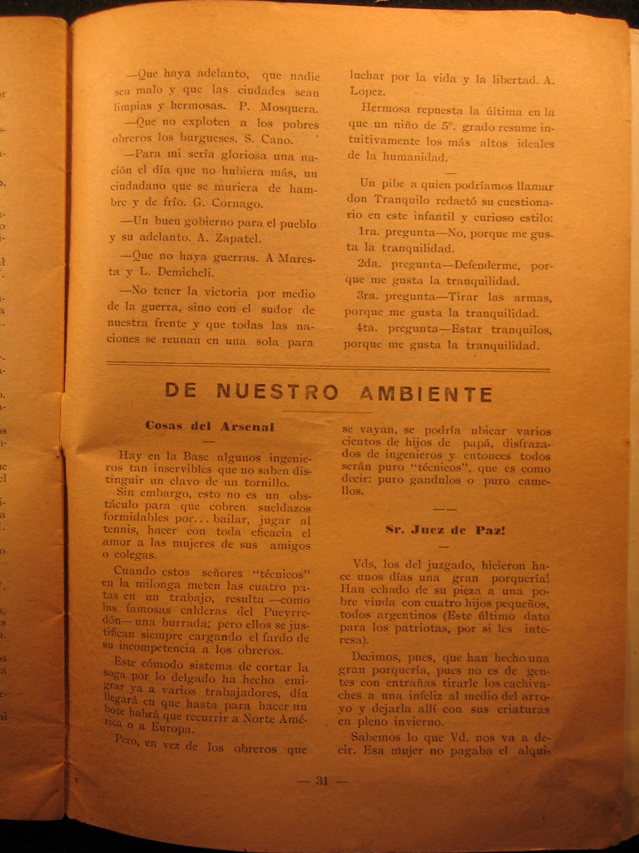 —Que haya adelanto, que nadie
sea malo y que las ciudades sean
limpias y hermosas. P. Mosquera.
—Que no exploten a los pobres
obreros los burgueses. S. Cano.
—Para mi sería gloriosa una na-
ción el día que no hubiera más, un
ciudadano que se muriera de ham-
bre y de frío. G. Cornago.
—Un buen gobierno para el pueblo
y su adelanto. A. Zapatel.
—Que no haya guerras. A Mares-
ta y L. Demicheli.
—No tener la victoria por medio
de la guerra, sino con el sudor de
nuestra frente y que todas las na-
ciones se reunan en una sola para
luchar por la vida y la libertad. A.
Lopez.
Hermosa repuesta la última en la
que un niño de 5º. grado resume in-
tuitivamente los más altos ideales
de la humanidad.
Un pibe a quien podríamos llamar
don Tranquilo redactó su cuestiona-
rio en este infantil y curioso estilo:
1ra. pregunta—No, porque me gus-
ta la tranquilidad.
2da. pregunta—Defenderme, por-
que me gusta la tranquilidad.
3ra. pregunta—Tirar las armas,
porque me gusta la tranquilidad.
4ta. pregunta—Estar tranquilos,
porque me gusta la tranquilidad.
DE NUESTRO AMBIENTE
Cosas del Arsenal
Hay en la Base algunos ingenie-
ros tan inservibles que no saben dis-
tinguir un clavo de un tornillo.
Sin embargo, esto no es un obs-
táculo para que cobren sueldazos
formidables por... bailar, jugar al
tennis, hacer con toda eficacia el
amor a las mujeres de sus amigos
o colegas.
Cuando estos señores "técnicos"
en la milonga meten las cuatro pa-
tas en un trabajo, resulta —como
las famosas calderas del Pueyrre-
dón— una burrada; pero ellos se jus-
tifican siempre cargando el fardo de
su incompetencia a los obreros.
Este cómodo sistema de cortar la
soga por lo delgado ha hecho emi-
grar ya a varios trabajadores, día
llegará en que hasta para hacer un
bote habrá que recurrir a Norte Amé-
rica o a Europa.
Pero, en vez de los obreros que
se vayan, se podría ubicar varios
cientos de hijos de papá, disfraza-
dos de ingenieros y entonces todos
serán puro "técnicos", que es como
decir: puro gandulos o puro came-
llos.
Sr. Juez de Paz!
Vds, los del juzgado, hicieron ha-
ce unos días una gran porquería!
Han echado de su pieza a una po-
bre viuda con cuatro hijos pequeños,
todos argentinos (Este último dato
para los patriotas, por si les inte-
resa).
Decimos, pues, que han hecho una
gran porquería, pues no es de gen-
tes con entrañas tirarle los cachiva-
ches a una infeliz al medio del arro-
yo y dejarla allí con sus criaturas
en pleno invierno.
Sabemos lo que Vd. nos va a de-
cir. Esa mujer no pagaba el alqui-
— 31 —